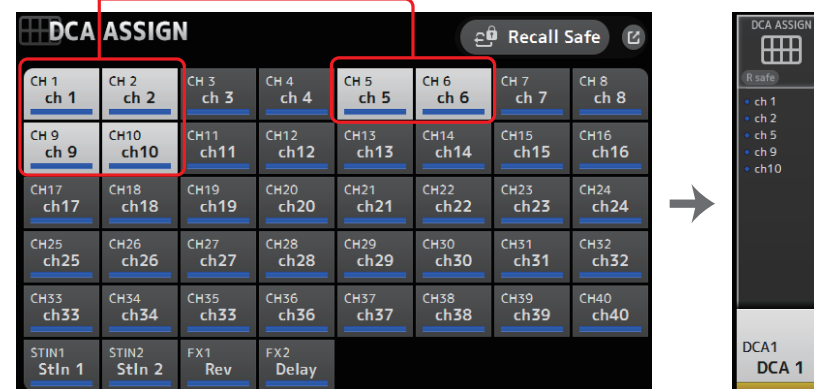 DCA ASSIGN
Recall Safe
CH 1 CH 2 CH 3 CH 4 CH 5 CH 6 CH 7 CH 8
ch 1 ch 2 ch 3 ch 4 ch 5 ch 6 ch 7 ch 8
CH 9 CH10 CH11 CH12 CH13 CH14 CH15 CH16
ch 9 ch10 ch11 ch12 ch13 ch14 ch15 ch16
CH17 CH18 CH19 CH20 CH21 CH22 CH23 CH24
ch17 ch18 ch19 ch20 ch21 ch22 ch23 ch24
CH25 CH26 CH27 CH28 CH29 CH30 CH31 CH32
ch25 ch26 ch27 ch28 ch29 ch30 ch31 ch32
CH33 CH34 CH35 CH36 CH37 CH38 CH39 CH40
ch33 ch34 ch33 ch36 ch37 ch38 ch39 ch40
STIN1 STIN2 FX1 FX2
StIn 1 StIn 2 Rev Delay
DCA ASSIGN
R safe
ch 1
ch 2
ch 5
ch 9
ch10
DCA1
DCA 1